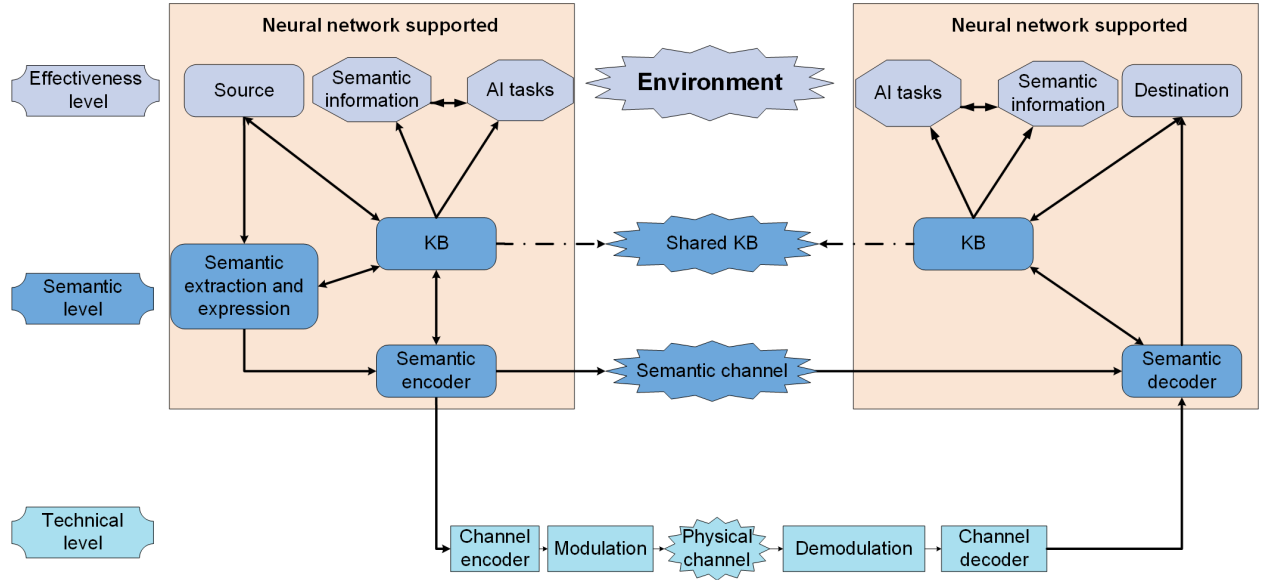 Neural network supported
Neural network supported
Effectiveness
level
Source
Semantic
information
AI tasks
Environment
AI tasks
Semantic
information
Destination
KB
Shared KB
KB
Semantic
level
Semantic
extraction and
expression
Semantic
encoder
Semantic channel
Semantic
decoder
Technical
level
Channel
encoder
Modulation
Physical
channel
Demodulation
Channel
decoder